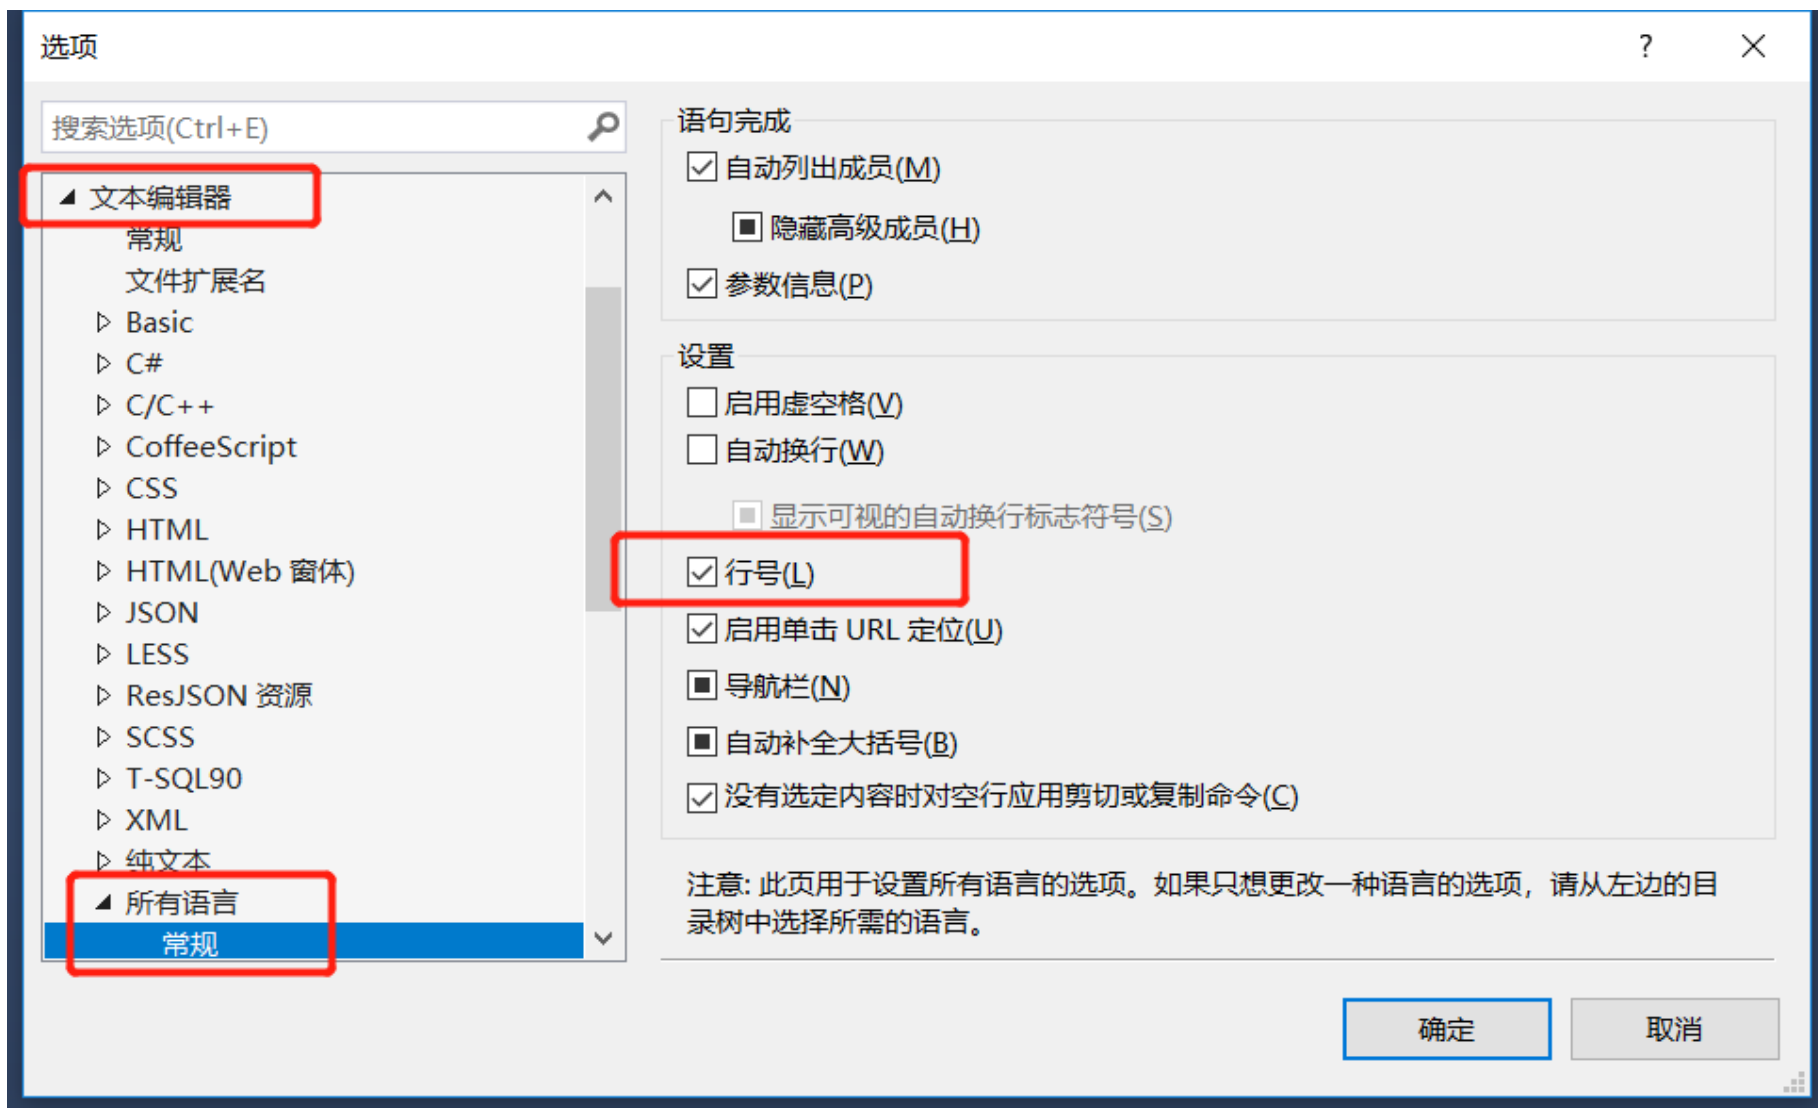 选项
?
搜索选项(Ctrl+E)
文本编辑器
常规
文件扩展名
Basic
C#
C/C++
CoffeeScript
CSS
HTML
HTML(Web 窗体)
JSON
LESS
ResJSON 资源
SCSS
T-SQL90
XML
纯文本
所有语言
常规
语句完成
自动列出成员(M)
隐藏高级成员(H)
参数信息(P)
设置
启用虚空格(V)
自动换行(W)
显示可视的自动换行标志符号(S)
行号(L)
启用单击 URL 定位(U)
导航栏(N)
自动补全大括号(B)
没有选定内容时对空行应用剪切或复制命令(C)
注意: 此页用于设置所有语言的选项。如果只想更改一种语言的选项，请从左边的目
录树中选择所需的语言。
确定
取消